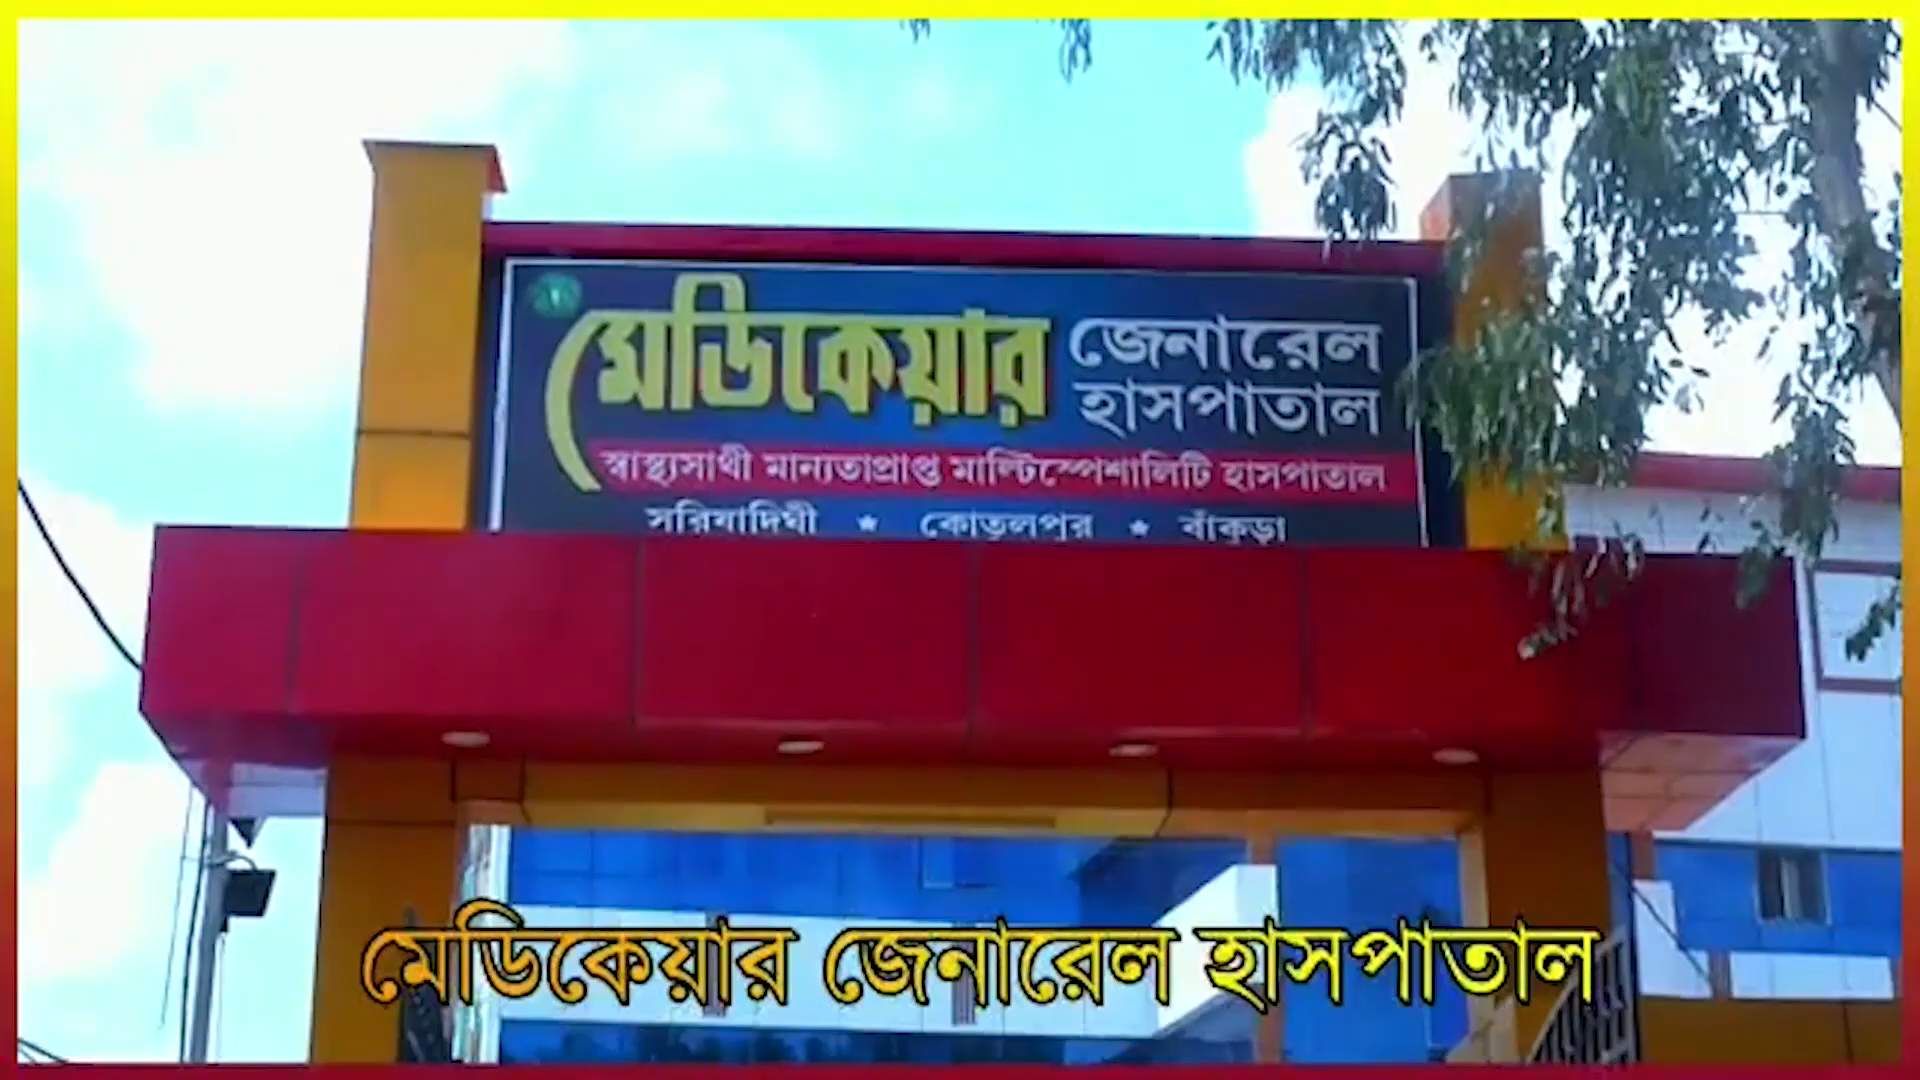 মেডিকেয়ার জেনারেল
হাসপাতাল
স্বাস্থ্যসাথী মান্যতাপ্রাপ্ত মাল্টিস্পেশালিটি হাসপাতাল
সরিষাদিঘী * কোতুলপুর * বাঁকুড়া
মেডিকেয়ার জেনারেল হাসপাতাল